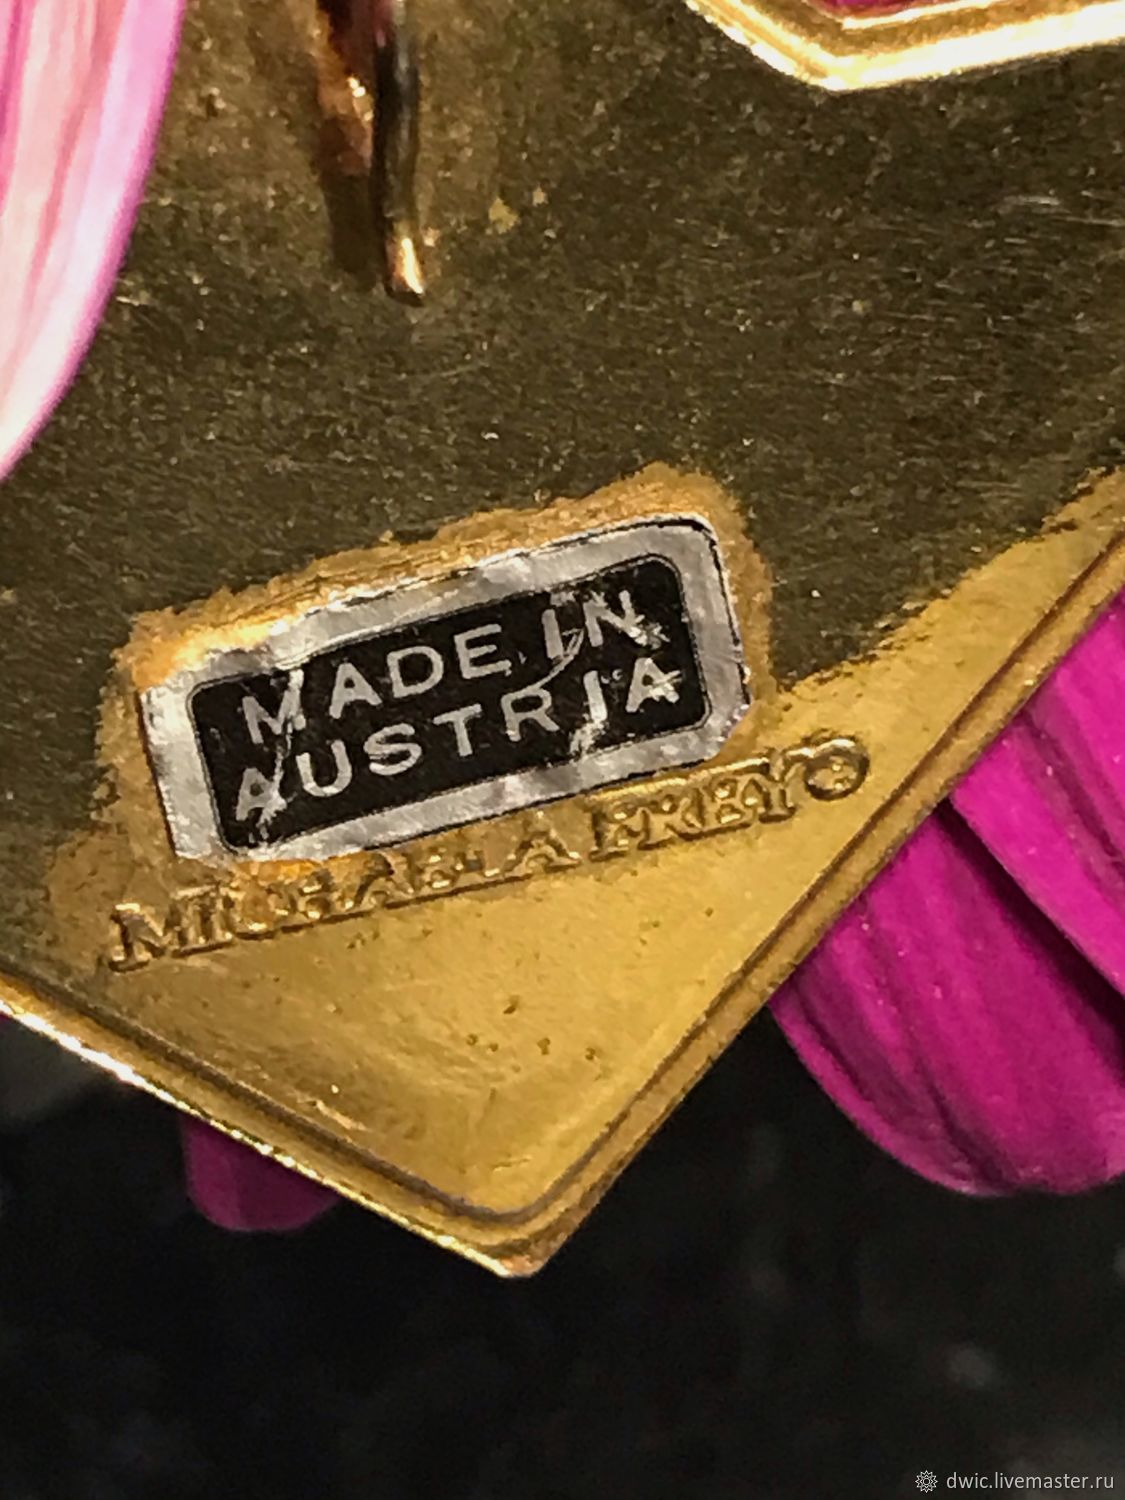 MADE IN
AUSTRIA
MICHAELA FREY ©
dwic.livemaster.ru